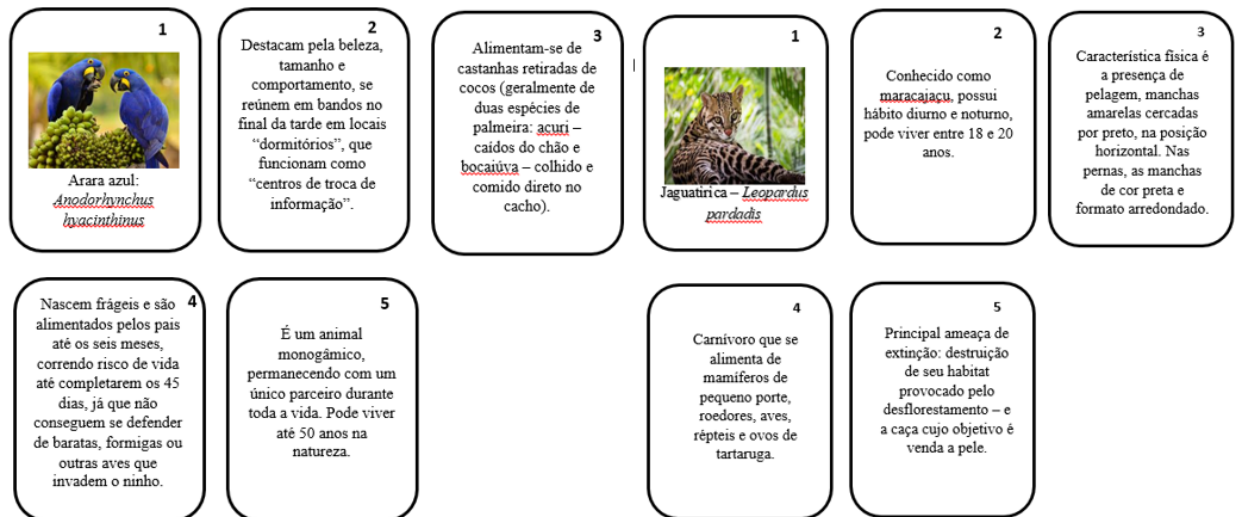 1
Arara azul:
Anodorhynchus
hyacinthinus
2
Destacam pela beleza,
tamanho e
comportamento, se
reúnem em bandos no
final da tarde em locais
“dormitórios”, que
funcionam como
“centros de troca de
informação”.
3
Alimentam-se de
castanhas retiradas de
cocos (geralmente de
duas espécies de
palmeira: acuri –
caídos do chão e
bocaiúva – colhido e
comido direto no
cacho).
1
Jaguatirica – Leopardus
pardadis
2
Conhecido como
maracajaçu, possui
hábito diurno e noturno,
pode viver entre 18 e 20
anos.
3
Característica física é
a presença de
pelagem, manchas
amarelas cercadas
por preto, na posição
horizontal. Nas
pernas, as manchas
de cor preta e
formato arredondado.
4
Nascem frágeis e são
alimentados pelos pais
até os seis meses,
correndo risco de vida
até completarem os 45
dias, já que não
conseguem se defender
de baratas, formigas ou
outras aves que
invadem o ninho.
5
É um animal
monogâmico,
permanecendo com um
único parceiro durante
toda a vida. Pode viver
até 50 anos na
natureza.
4
Carnívoro que se
alimenta de
mamíferos de
pequeno porte,
roedores, aves,
répteis e ovos de
tartaruga.
5
Principal ameaça de
extinção: destruição
de seu habitat
provocado pelo
desflorestamento – e
a caça cujo objetivo é
venda a pele.